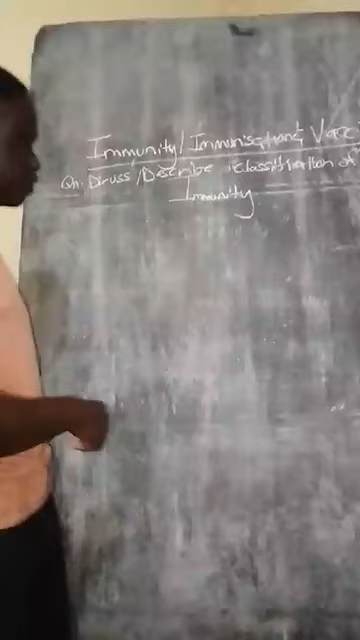 Immunity/Immunisation & Vacc
Qn. Discuss/Describe classification of
Immunity